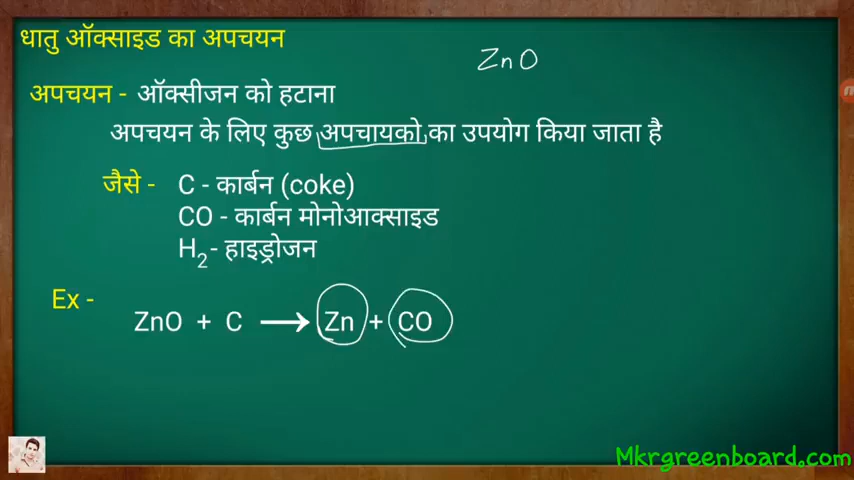 धातु ऑक्साइड का अपचयन
ZnO
अपचयन - ऑक्सीजन को हटाना
अपचयन के लिए कुछ अपचायको का उपयोग किया जाता है
जैसे - C - कार्बन (coke)
CO - कार्बन मोनोआक्साइड
H₂ - हाइड्रोजन
Ex -
ZnO + C ⟶ Zn + CO
Mkrgreenboard.com